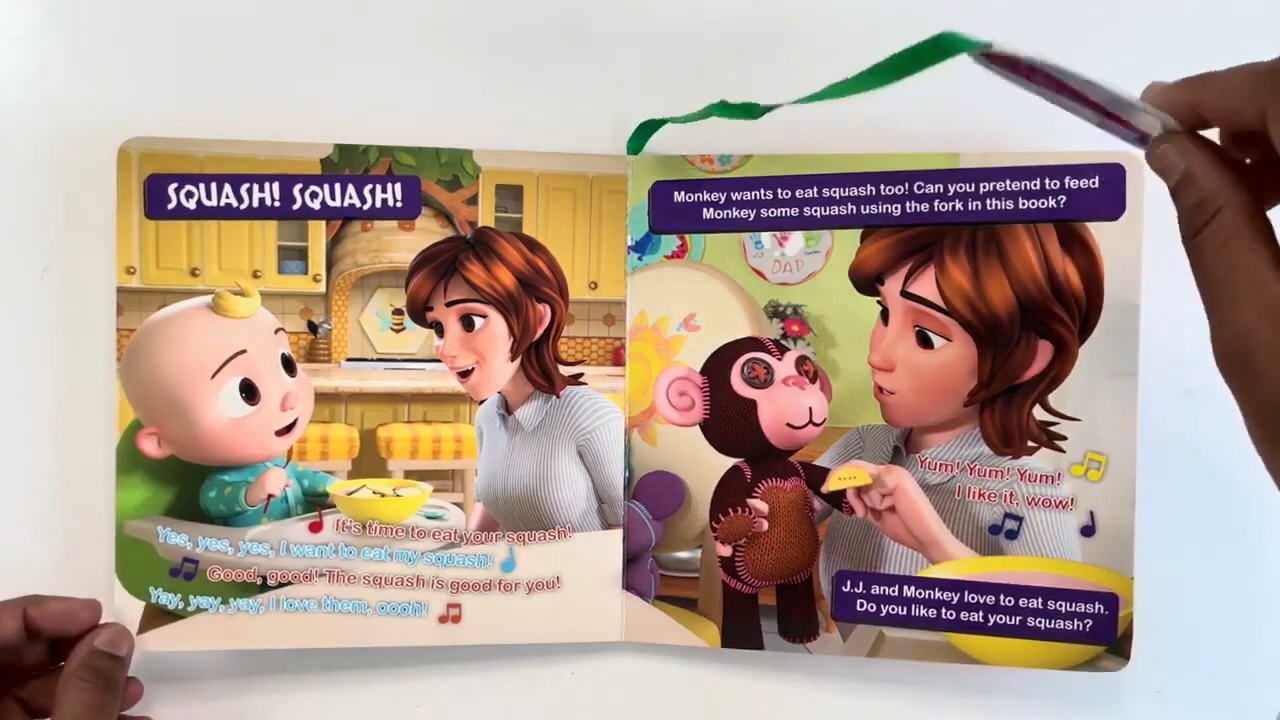 SQUASH! SQUASH!
It's time to eat your squash!
Yes, yes, yes, I want to eat my squash!
Good, good! The squash is good for you!
Yay, yay, yay, I love them, oooh!
Monkey wants to eat squash too! Can you pretend to feed
Monkey some squash using the fork in this book?
DAD
Yum! Yum! Yum!
I like it, wow!
J.J. and Monkey love to eat squash.
Do you like to eat your squash?